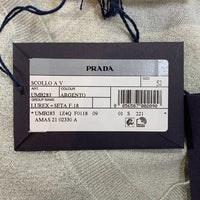 PRADA
SCOLLO A V
ART. COLOUR SIZE
UMB283 ARGENTO 52
GROUP NAME
LUREX+SETA F.18
*UMB283 1Z4Q F0118 09 01 S 221
AMAS 21 02330 A